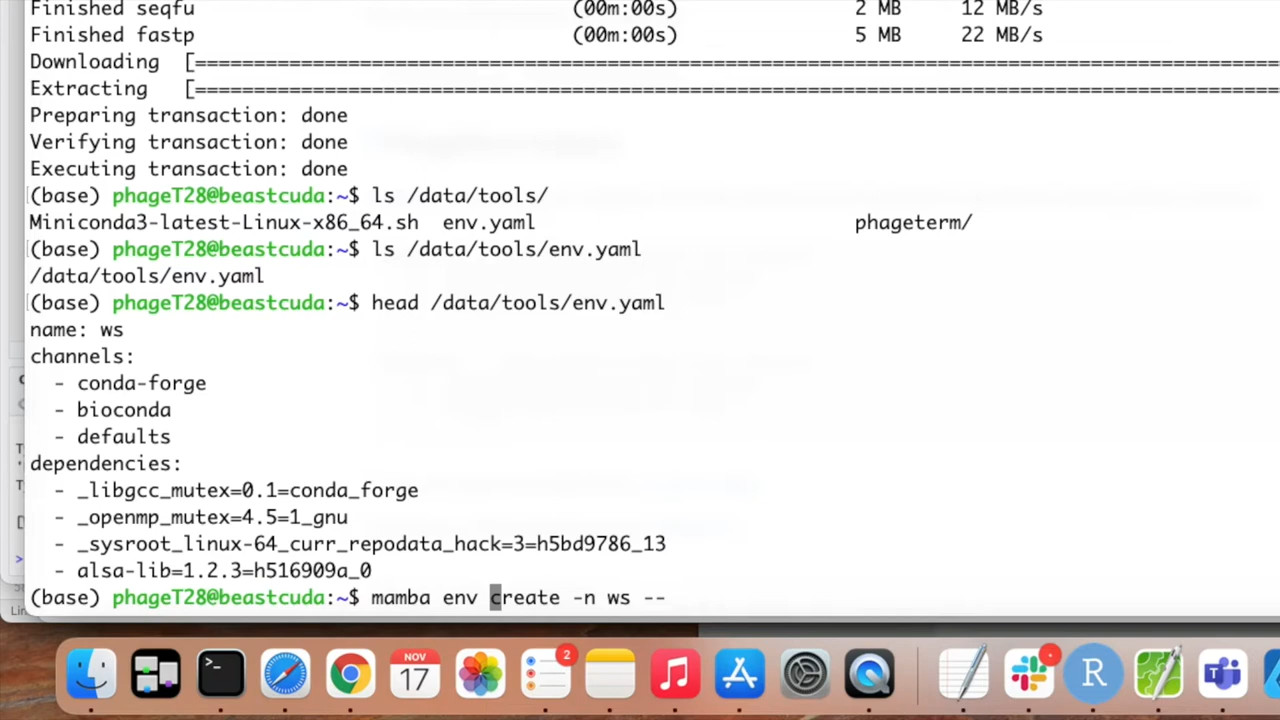 Finished seqfu (00m:00s) 2 MB 12 MB/s
Finished fastp (00m:00s) 5 MB 22 MB/s
Downloading [====================================================================================================
Extracting [====================================================================================================
Preparing transaction: done
Verifying transaction: done
Executing transaction: done
(base) phageT28@beastcuda:~$ ls /data/tools/
Miniconda3-latest-Linux-x86_64.sh env.yaml phageterm/
(base) phageT28@beastcuda:~$ ls /data/tools/env.yaml
/data/tools/env.yaml
(base) phageT28@beastcuda:~$ head /data/tools/env.yaml
name: ws
channels:
- conda-forge
- bioconda
- defaults
dependencies:
- _libgcc_mutex=0.1=conda_forge
- _openmp_mutex=4.5=1_gnu
- _sysroot_linux-64_curr_repodata_hack=3=h5bd9786_13
- alsa-lib=1.2.3=h516909a_0
(base) phageT28@beastcuda:~$ mamba env create -n ws --
Lin
>_
NOV
17
2
R